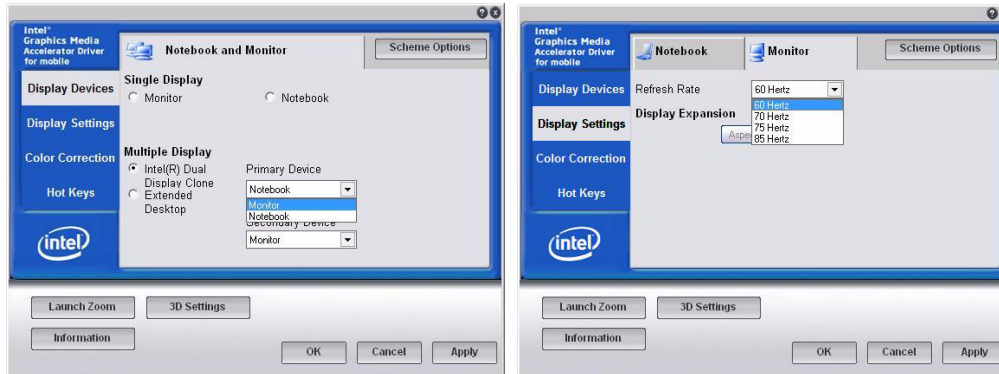 Intel®
Graphics Media
Accelerator Driver
for mobile
Notebook and Monitor
Scheme Options
Display Devices
Display Settings
Color Correction
Hot Keys
intel
Single Display
Monitor
Notebook
Multiple Display
Intel(R) Dual
Display Clone
Extended
Desktop
Primary Device
Notebook
Monitor
Notebook
Secondary Device
Monitor
Launch Zoom
3D Settings
Information
OK
Cancel
Apply
Intel®
Graphics Media
Accelerator Driver
for mobile
Notebook
Monitor
Scheme Options
Display Devices
Display Settings
Color Correction
Hot Keys
intel
Refresh Rate
60 Hertz
60 Hertz
70 Hertz
75 Hertz
85 Hertz
Display Expansion
Launch Zoom
3D Settings
Information
OK
Cancel
Apply